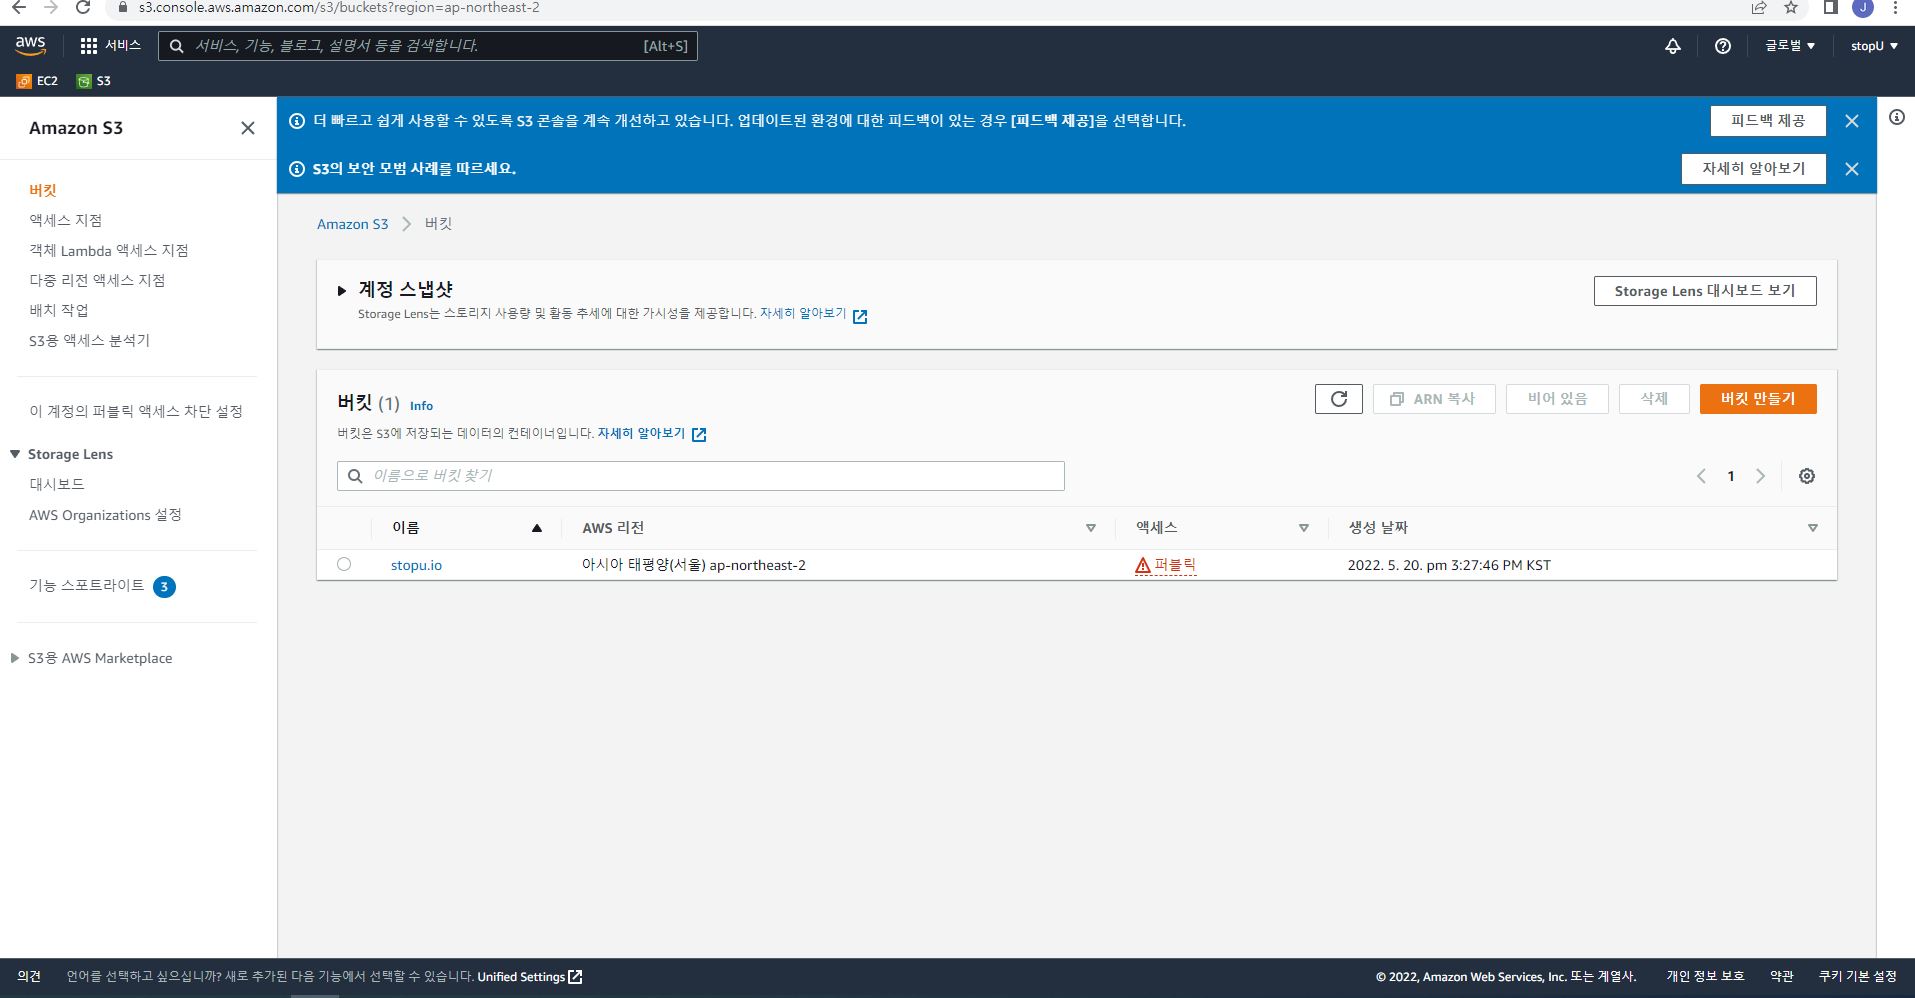 s3.console.aws.amazon.com/s3/buckets?region=ap-northeast-2
J
aws
서비스
서비스, 기능, 블로그, 설명서 등을 검색합니다.
[Alt+S]
글로벌
stopU
EC2
S3
Amazon S3
버킷
액세스 지점
객체 Lambda 액세스 지점
다중 리전 액세스 지점
배치 작업
S3용 액세스 분석기
이 계정의 퍼블릭 액세스 차단 설정
Storage Lens
대시보드
AWS Organizations 설정
기능 스포트라이트 3
S3용 AWS Marketplace
더 빠르고 쉽게 사용할 수 있도록 S3 콘솔을 계속 개선하고 있습니다. 업데이트된 환경에 대한 피드백이 있는 경우 [피드백 제공]을 선택합니다.
피드백 제공
S3의 보안 모범 사례를 따르세요.
자세히 알아보기
Amazon S3 > 버킷
계정 스냅샷
Storage Lens 대시보드 보기
Storage Lens는 스토리지 사용량 및 활동 추세에 대한 가시성을 제공합니다. 자세히 알아보기
버킷 (1) Info
ARN 복사
비어 있음
삭제
버킷 만들기
버킷은 S3에 저장되는 데이터의 컨테이너입니다. 자세히 알아보기
이름으로 버킷 찾기
1
이름 AWS 리전 액세스 생성 날짜
stopu.io 아시아 태평양(서울) ap-northeast-2 퍼블릭 2022. 5. 20. pm 3:27:46 PM KST
의견
언어를 선택하고 싶으십니까? 새로 추가된 다음 기능에서 선택할 수 있습니다. Unified Settings
© 2022, Amazon Web Services, Inc. 또는 계열사.
개인 정보 보호
약관
쿠키 기본 설정